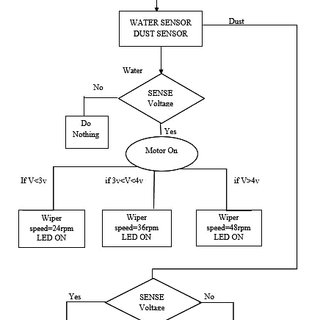 WATER SENSOR
DUST SENSOR
Dust
Water
No
SENSE
Voltage
Do
Nothing
Yes
Motor On
If V<3v
if 3v<V<4v
if V>4v
Wiper
speed=24rpm
LED ON
Wiper
speed=36rpm
LED ON
Wiper
speed=48rpm
LED ON
Yes
SENSE
Voltage
No